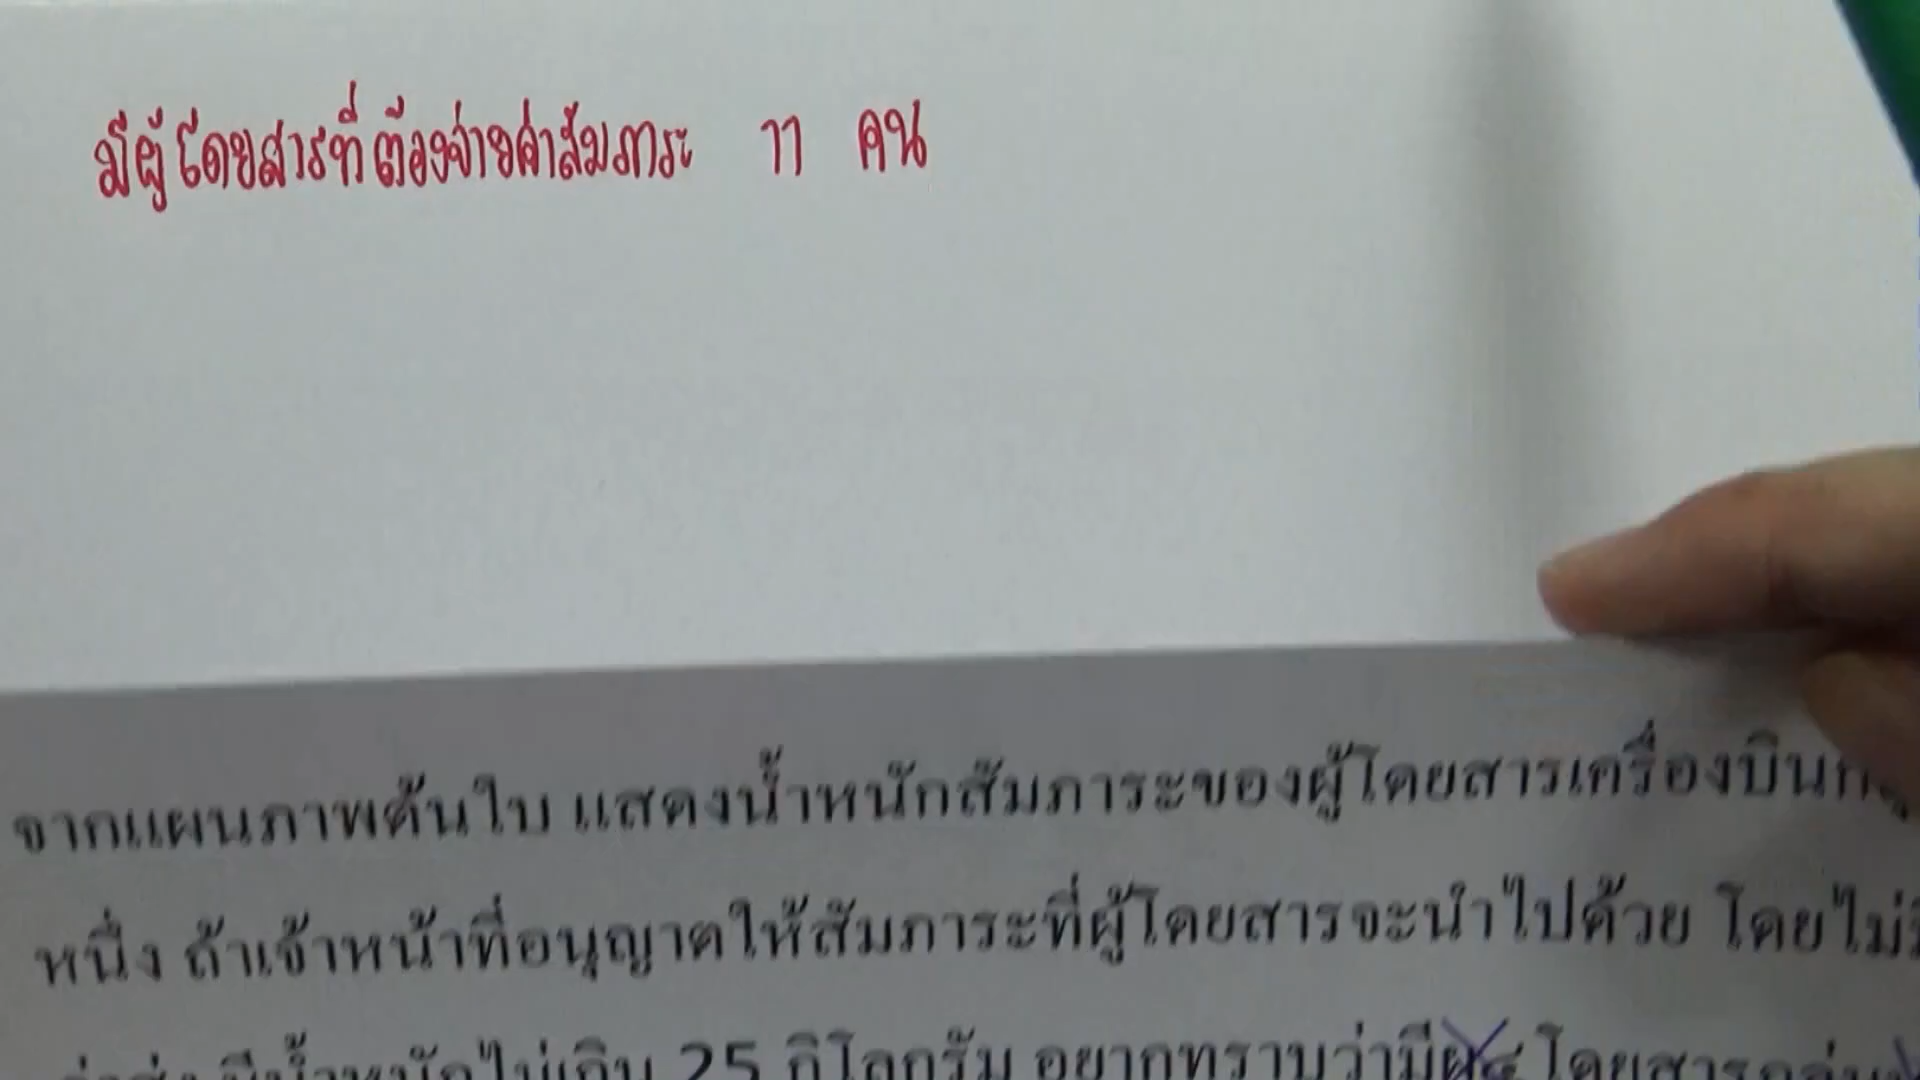 มีผู้โดยสารที่ต้องจ่ายค่าสัมภาระ 11 คน
จากแผนภาพต้นใบ แสดงน้ำหนักสัมภาระของผู้โดยสารเครื่องบิน
หนึ่ง ถ้าเจ้าหน้าที่อนุญาตให้สัมภาระที่ผู้โดยสารจะนำไปด้วย โดยไม่
น้ำหนักไม่เกิน 25 กิโลกรัม อยากทราบว่ามี โดยสาร